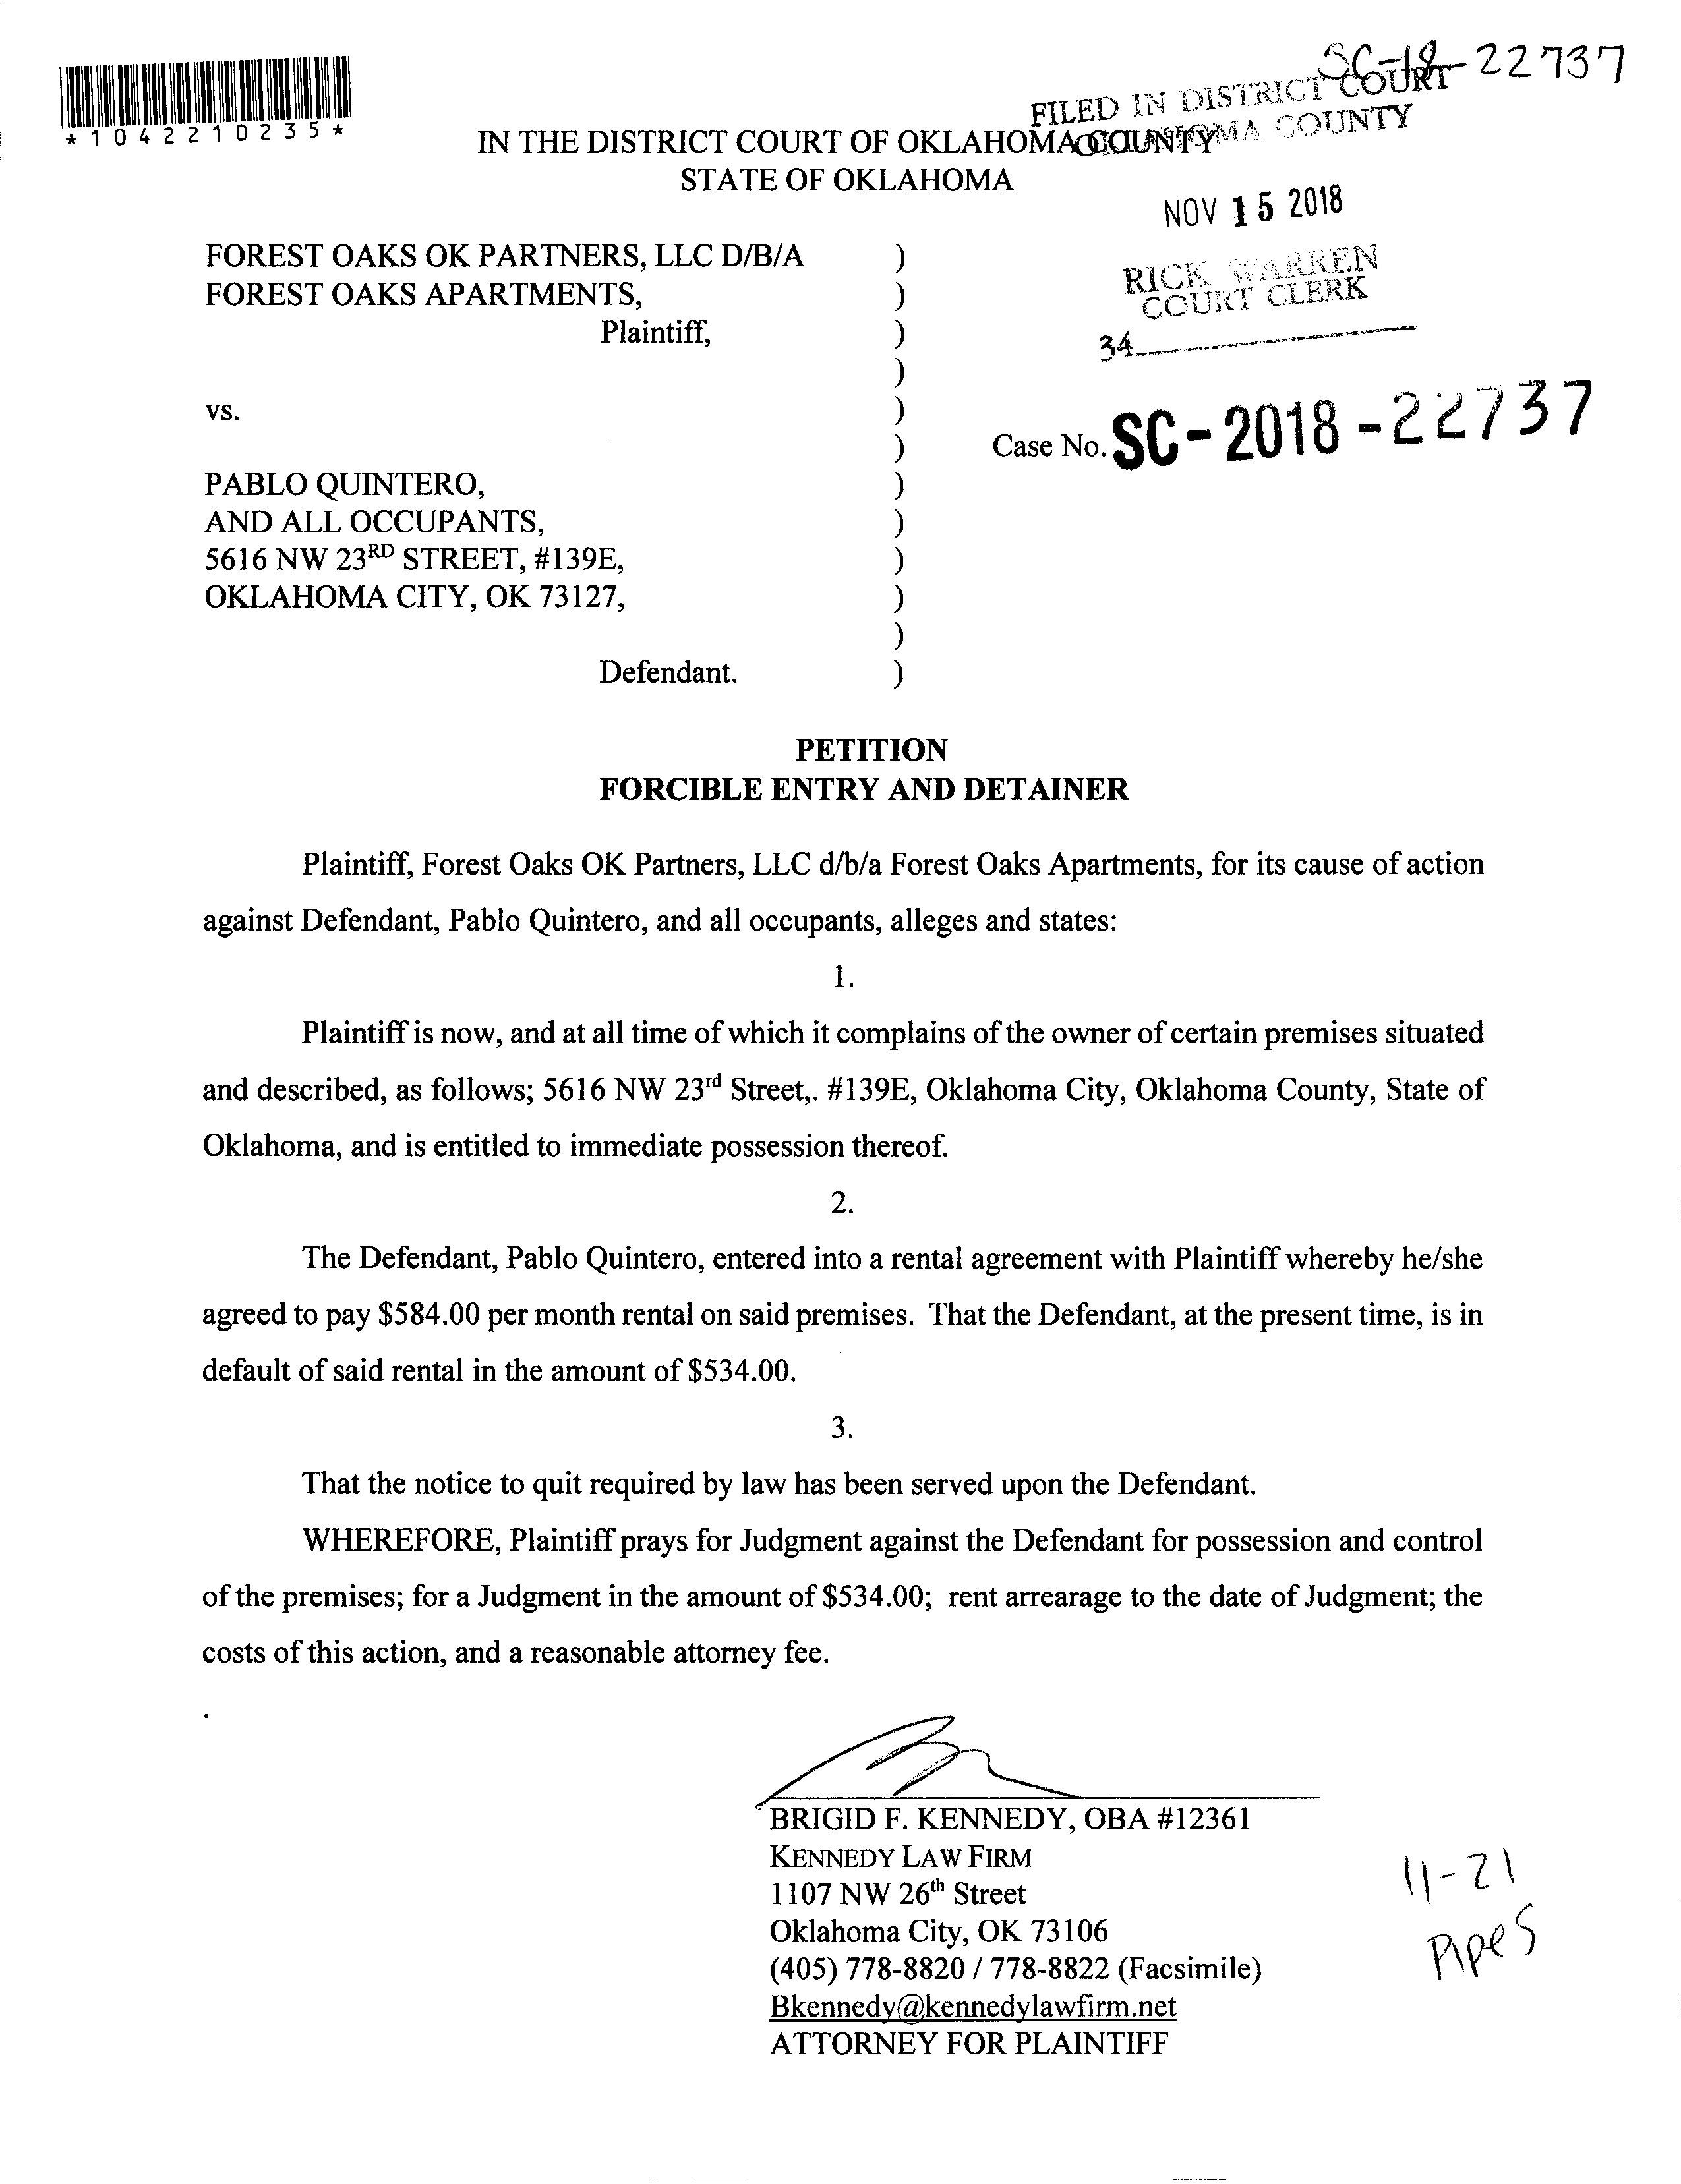 SC-18-22737
*1042210235*
FILED IN DISTRICT COURT
OKLAHOMA COUNTY
IN THE DISTRICT COURT OF OKLAHOMA COUNTY
STATE OF OKLAHOMA
NOV 15 2018
RICK WARREN
COURT CLERK
34
FOREST OAKS OK PARTNERS, LLC D/B/A )
FOREST OAKS APARTMENTS, )
Plaintiff, )
)
vs. )
) Case No. SC-2018-22737
PABLO QUINTERO, )
AND ALL OCCUPANTS, )
5616 NW 23RD STREET, #139E, )
OKLAHOMA CITY, OK 73127, )
)
Defendant. )
PETITION
FORCIBLE ENTRY AND DETAINER
Plaintiff, Forest Oaks OK Partners, LLC d/b/a Forest Oaks Apartments, for its cause of action
against Defendant, Pablo Quintero, and all occupants, alleges and states:
1.
Plaintiff is now, and at all time of which it complains of the owner of certain premises situated
and described, as follows; 5616 NW 23rd Street,. #139E, Oklahoma City, Oklahoma County, State of
Oklahoma, and is entitled to immediate possession thereof.
2.
The Defendant, Pablo Quintero, entered into a rental agreement with Plaintiff whereby he/she
agreed to pay $584.00 per month rental on said premises. That the Defendant, at the present time, is in
default of said rental in the amount of $534.00.
3.
That the notice to quit required by law has been served upon the Defendant.
WHEREFORE, Plaintiff prays for Judgment against the Defendant for possession and control
of the premises; for a Judgment in the amount of $534.00; rent arrearage to the date of Judgment; the
costs of this action, and a reasonable attorney fee.
.
BRIGID F. KENNEDY, OBA #12361
KENNEDY LAW FIRM
1107 NW 26th Street
Oklahoma City, OK 73106
(405) 778-8820 / 778-8822 (Facsimile)
Bkennedy@kennedylawfirm.net
ATTORNEY FOR PLAINTIFF
11-21
Pipes